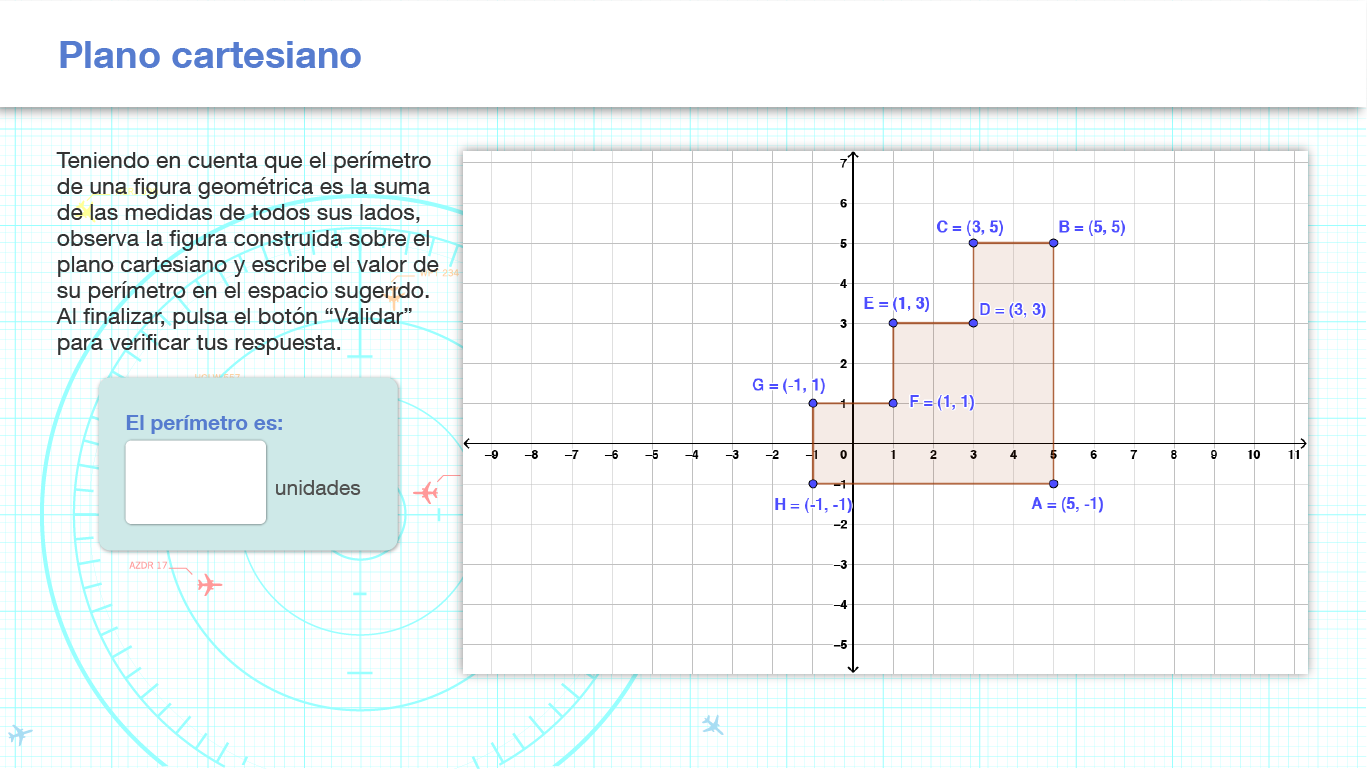 Plano cartesiano
Teniendo en cuenta que el perímetro
de una figura geométrica es la suma
de las medidas de todos sus lados,
observa la figura construida sobre el
plano cartesiano y escribe el valor de
su perímetro en el espacio sugerido.
Al finalizar, pulsa el botón “Validar”
para verificar tus respuesta.
El perímetro es:
unidades
AZDR 17
7
6
5
4
3
2
1
0
–1
–2
–3
–4
–5
–9 –8 –7 –6 –5 –4 –3 –2 –1 0 1 2 3 4 5 6 7 8 9 10 11
C = (3, 5)
B = (5, 5)
E = (1, 3)
D = (3, 3)
G = (-1, 1)
F = (1, 1)
H = (-1, -1)
A = (5, -1)